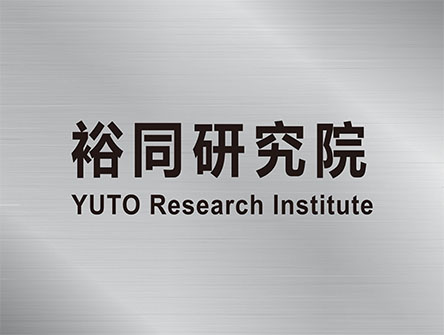 裕同研究院
YUTO Research Institute